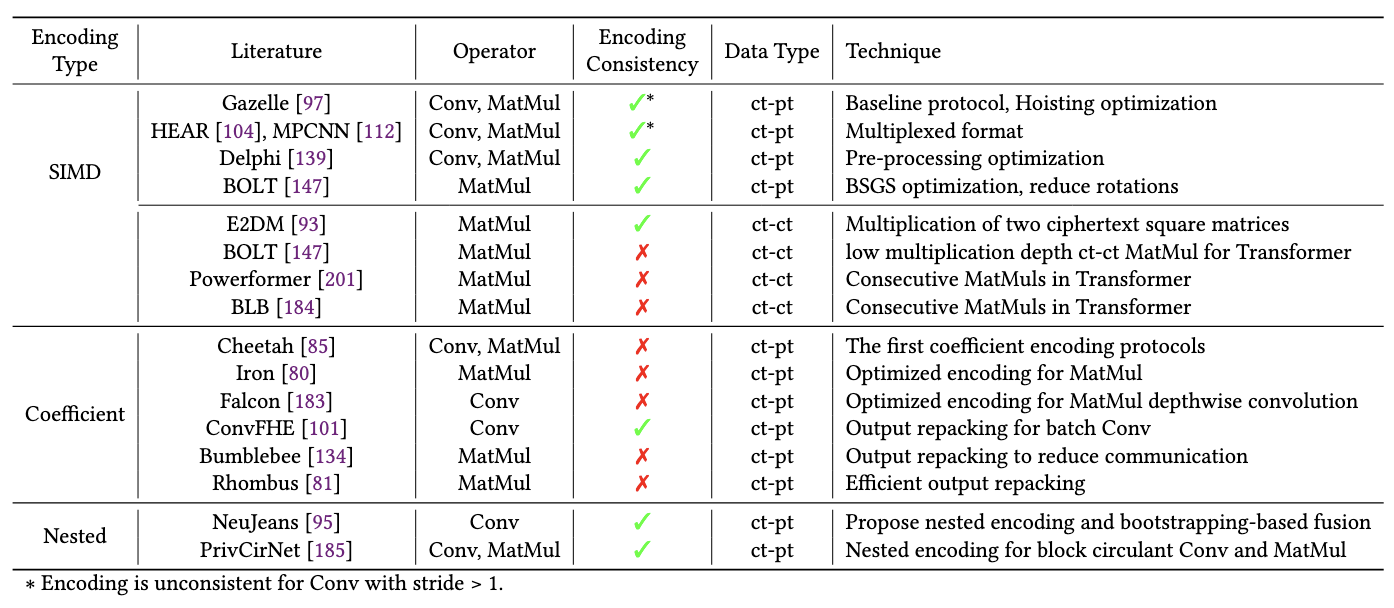 Encoding Type | Literature | Operator | Encoding Consistency | Data Type | Technique
SIMD
Gazelle [97] | Conv, MatMul | ✓* | ct-pt | Baseline protocol, Hoisting optimization
HEAR [104], MPCNN [112] | Conv, MatMul | ✓* | ct-pt | Multiplexed format
Delphi [139] | Conv, MatMul | ✓ | ct-pt | Pre-processing optimization
BOLT [147] | MatMul | ✓ | ct-pt | BSGS optimization, reduce rotations
E2DM [93] | MatMul | ✓ | ct-ct | Multiplication of two ciphertext square matrices
BOLT [147] | MatMul | ✗ | ct-ct | low multiplication depth ct-ct MatMul for Transformer
Powerformer [201] | MatMul | ✗ | ct-ct | Consecutive MatMuls in Transformer
BLB [184] | MatMul | ✗ | ct-ct | Consecutive MatMuls in Transformer
Coefficient
Cheetah [85] | Conv, MatMul | ✗ | ct-pt | The first coefficient encoding protocols
Iron [80] | MatMul | ✗ | ct-pt | Optimized encoding for MatMul
Falcon [183] | Conv | ✗ | ct-pt | Optimized encoding for MatMul depthwise convolution
ConvFHE [101] | Conv | ✓ | ct-pt | Output repacking for batch Conv
Bumblebee [134] | MatMul | ✗ | ct-pt | Output repacking to reduce communication
Rhombus [81] | MatMul | ✗ | ct-pt | Efficient output repacking
Nested
NeuJeans [95] | Conv | ✓ | ct-pt | Propose nested encoding and bootstrapping-based fusion
PrivCirNet [185] | Conv, MatMul | ✓ | ct-pt | Nested encoding for block circulant Conv and MatMul
* Encoding is unconsistent for Conv with stride > 1.